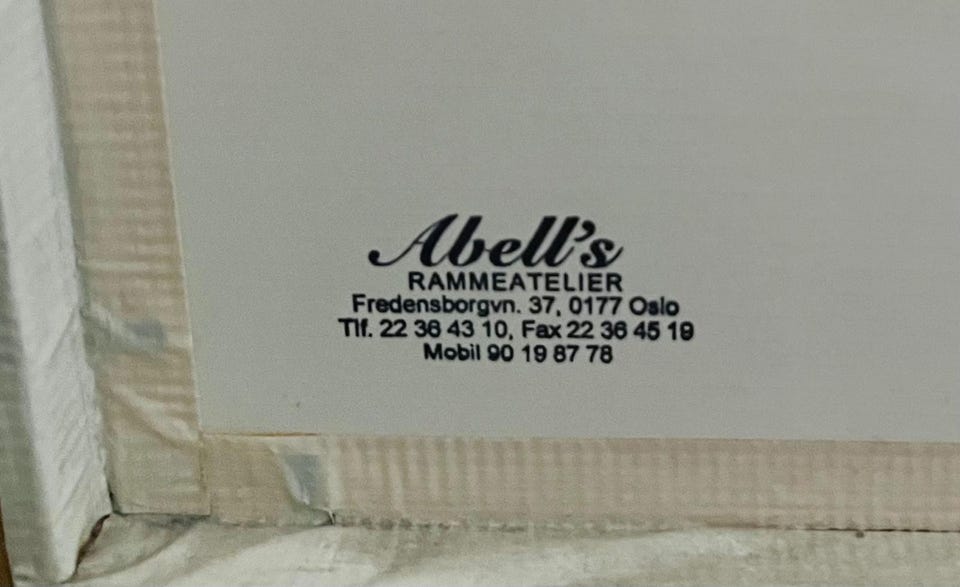 Abell's
RAMMEATELIER
Fredensborgvn. 37, 0177 Oslo
Tlf. 22 36 43 10, Fax 22 36 45 19
Mobil 90 19 87 78